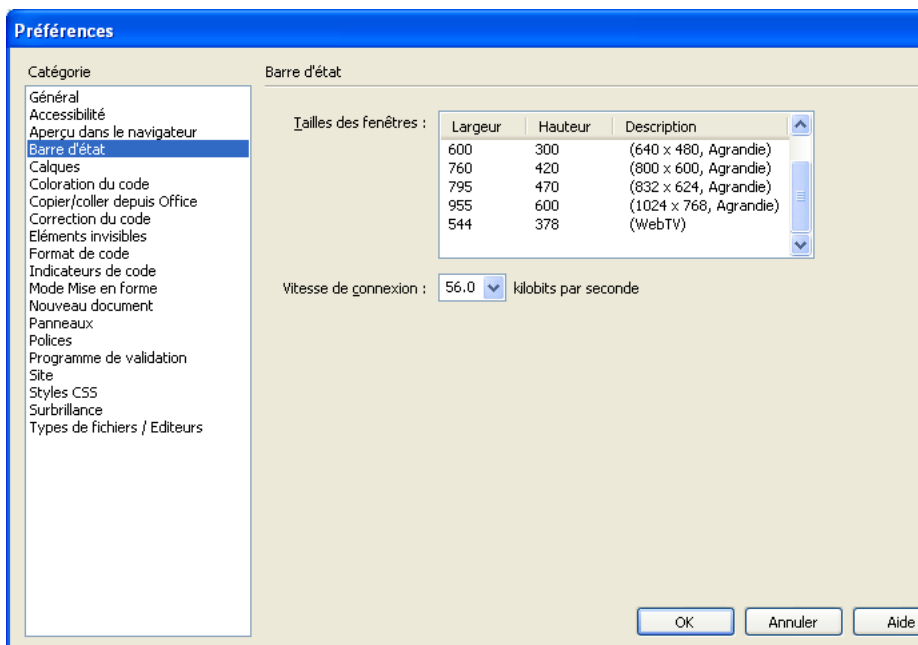 Préférences
Catégorie
Général
Accessibilité
Aperçu dans le navigateur
Barre d'état
Calques
Coloration du code
Copier/coller depuis Office
Correction du code
Eléments invisibles
Format de code
Indicateurs de code
Mode Mise en forme
Nouveau document
Panneaux
Polices
Programme de validation
Site
Styles CSS
Surbrillance
Types de fichiers / Editeurs
Barre d'état
Tailles des fenêtres :
Largeur Hauteur Description
600 300 (640 x 480, Agrandie)
760 420 (800 x 600, Agrandie)
795 470 (832 x 624, Agrandie)
955 600 (1024 x 768, Agrandie)
544 378 (WebTV)
Vitesse de connexion : 56.0 kilobits par seconde
OK Annuler Aide